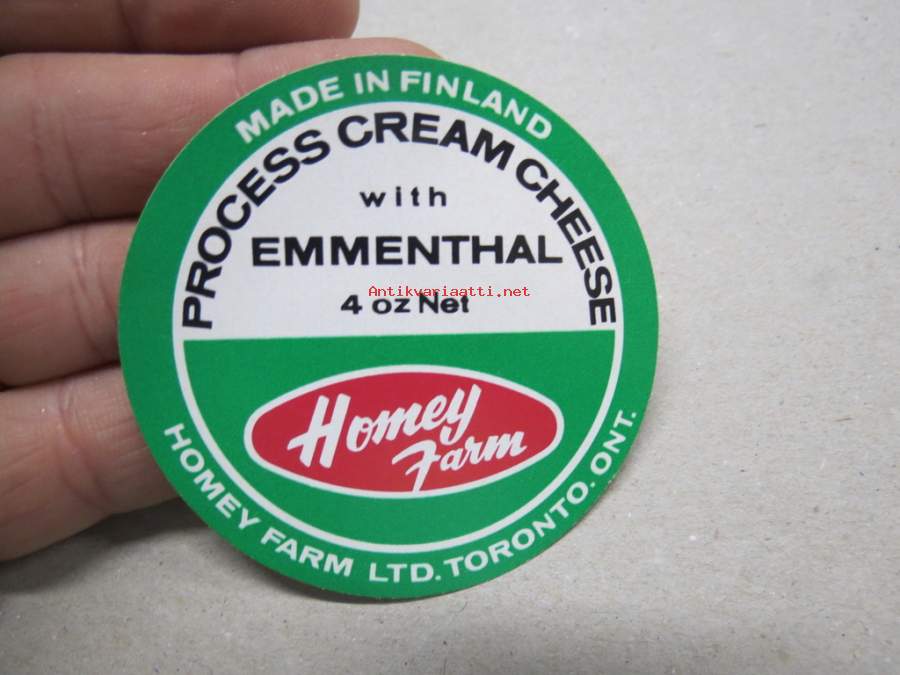 MADE IN FINLAND
PROCESS CREAM CHEESE
with
EMMENTHAL
Antikvariaatti.net
4 oz Net
Homey
Farm
HOMEY FARM LTD. TORONTO. ONT.